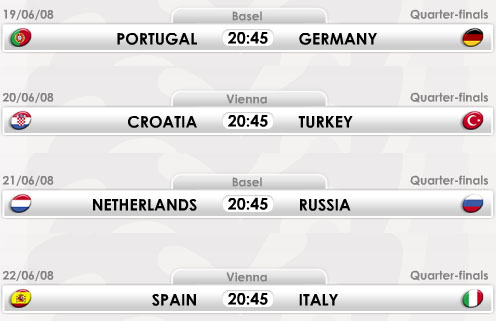 19/06/08 Basel Quarter-finals
PORTUGAL 20:45 GERMANY
20/06/08 Vienna Quarter-finals
CROATIA 20:45 TURKEY
21/06/08 Basel Quarter-finals
NETHERLANDS 20:45 RUSSIA
22/06/08 Vienna Quarter-finals
SPAIN 20:45 ITALY